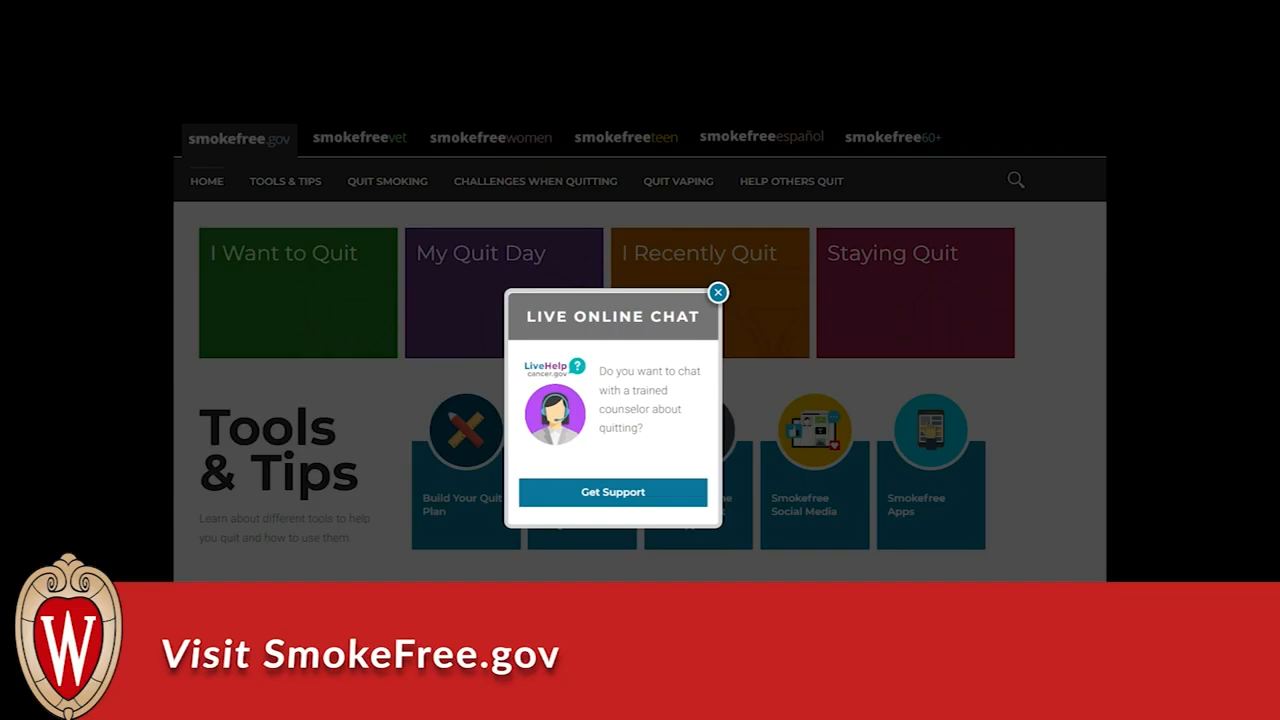 smokefree.gov smokefreevet smokefreewomen smokefreeteen smokefreeespañol smokefree60+
HOME TOOLS & TIPS QUIT SMOKING CHALLENGES WHEN QUITTING QUIT VAPING HELP OTHERS QUIT
I Want to Quit
My Quit Day
I Recently Quit
Staying Quit
LIVE ONLINE CHAT
LiveHelp ?
cancer.gov
Do you want to chat
with a trained
counselor about
quitting?
Get Support
Tools
& Tips
Learn about different tools to help
you quit and how to use them.
Build Your Quit
Plan
Smokefree
Social Media
Smokefree
Apps
W
Visit SmokeFree.gov